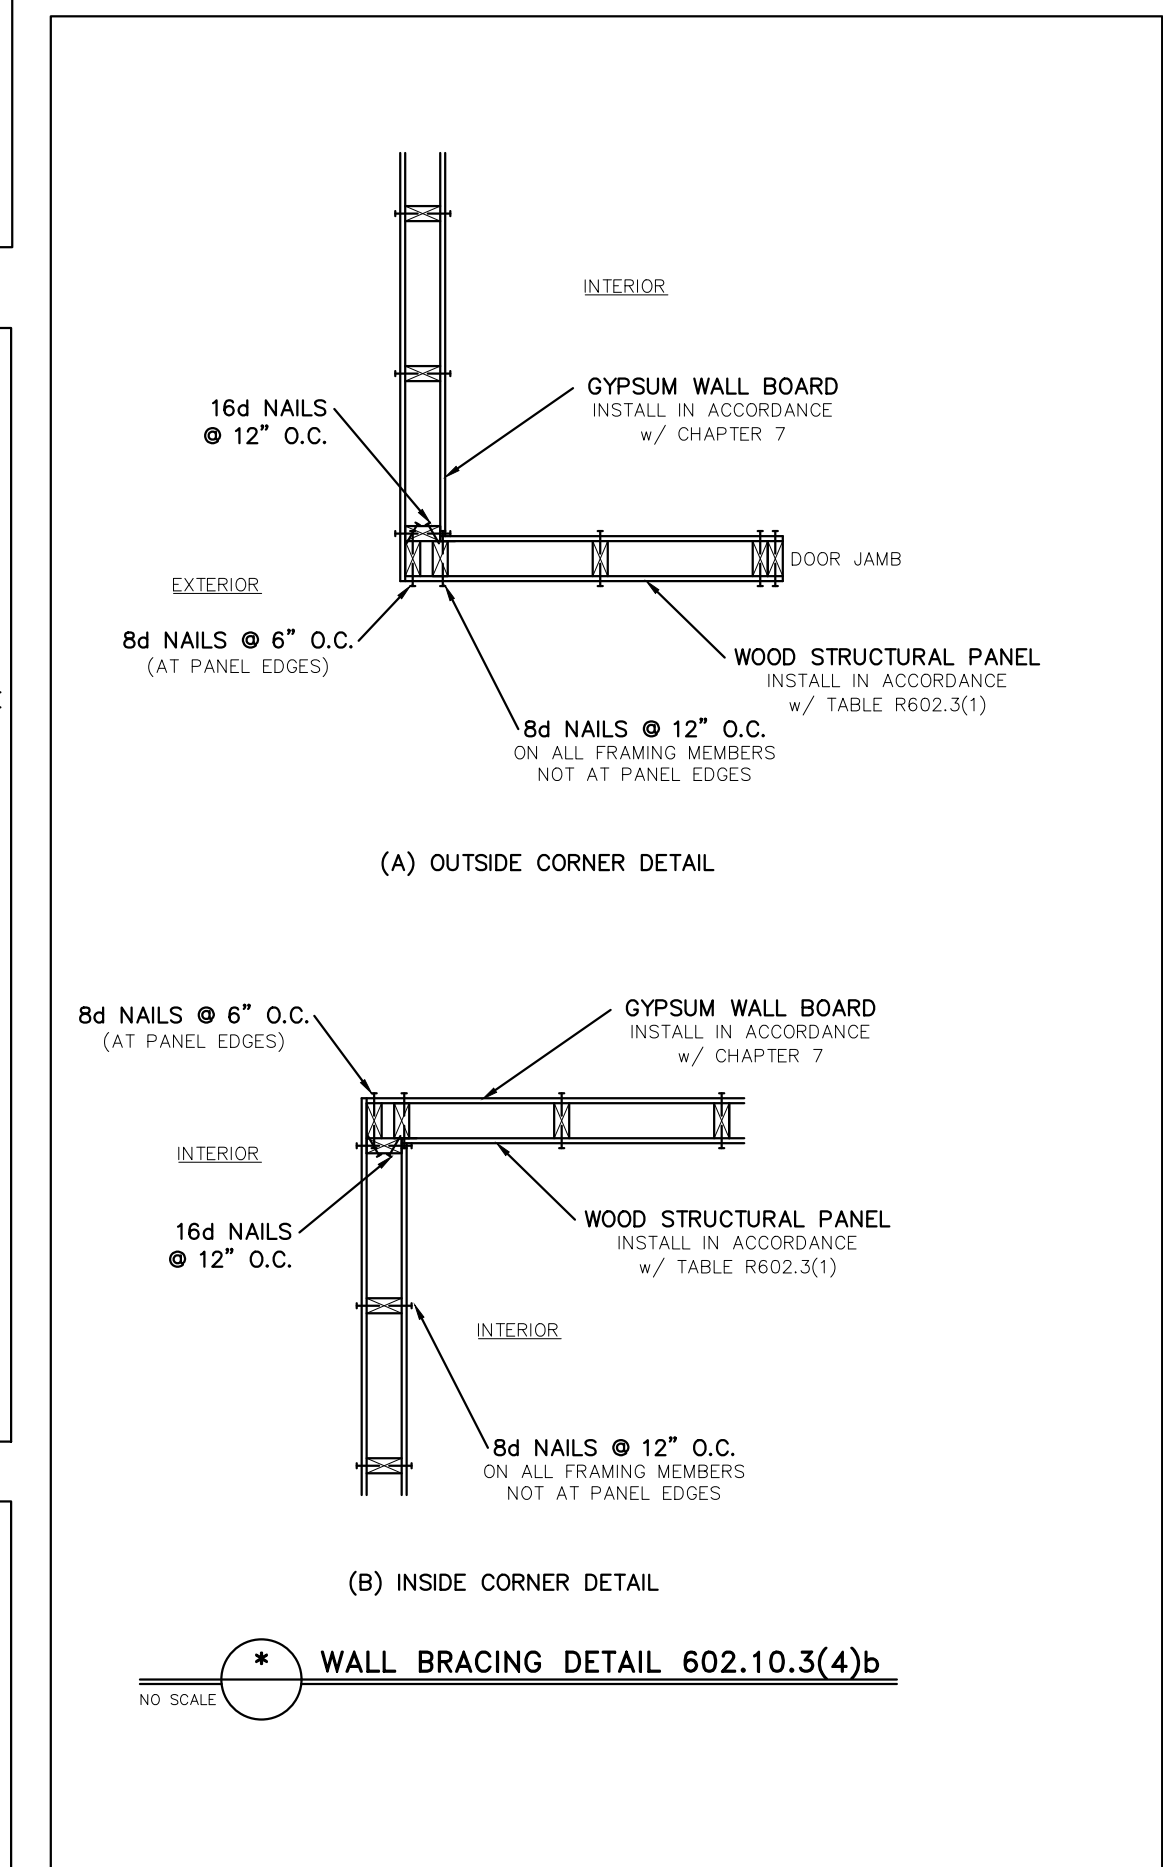 INTERIOR
GYPSUM WALL BOARD
INSTALL IN ACCORDANCE
w/ CHAPTER 7
16d NAILS
@ 12" O.C.
DOOR JAMB
EXTERIOR
8d NAILS @ 6" O.C.
(AT PANEL EDGES)
WOOD STRUCTURAL PANEL
INSTALL IN ACCORDANCE
w/ TABLE R602.3(1)
8d NAILS @ 12" O.C.
ON ALL FRAMING MEMBERS
NOT AT PANEL EDGES
(A) OUTSIDE CORNER DETAIL
8d NAILS @ 6" O.C.
(AT PANEL EDGES)
GYPSUM WALL BOARD
INSTALL IN ACCORDANCE
w/ CHAPTER 7
INTERIOR
16d NAILS
@ 12" O.C.
WOOD STRUCTURAL PANEL
INSTALL IN ACCORDANCE
w/ TABLE R602.3(1)
INTERIOR
8d NAILS @ 12" O.C.
ON ALL FRAMING MEMBERS
NOT AT PANEL EDGES
(B) INSIDE CORNER DETAIL
* WALL BRACING DETAIL 602.10.3(4)b
NO SCALE